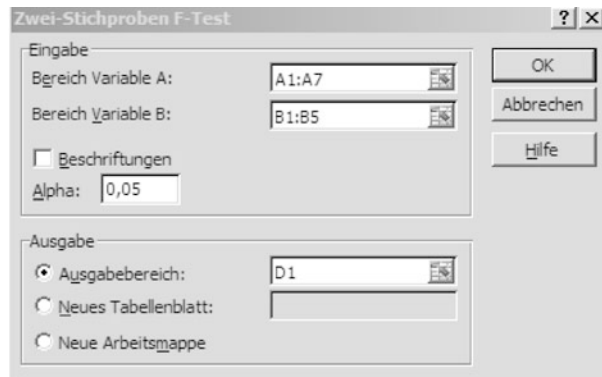 Zwei-Stichproben F-Test
Eingabe
Bereich Variable A: A1:A7
Bereich Variable B: B1:B5
Beschriftungen
Alpha: 0,05
OK
Abbrechen
Hilfe
Ausgabe
Ausgabebereich: D1
Neues Tabellenblatt:
Neue Arbeitsmappe